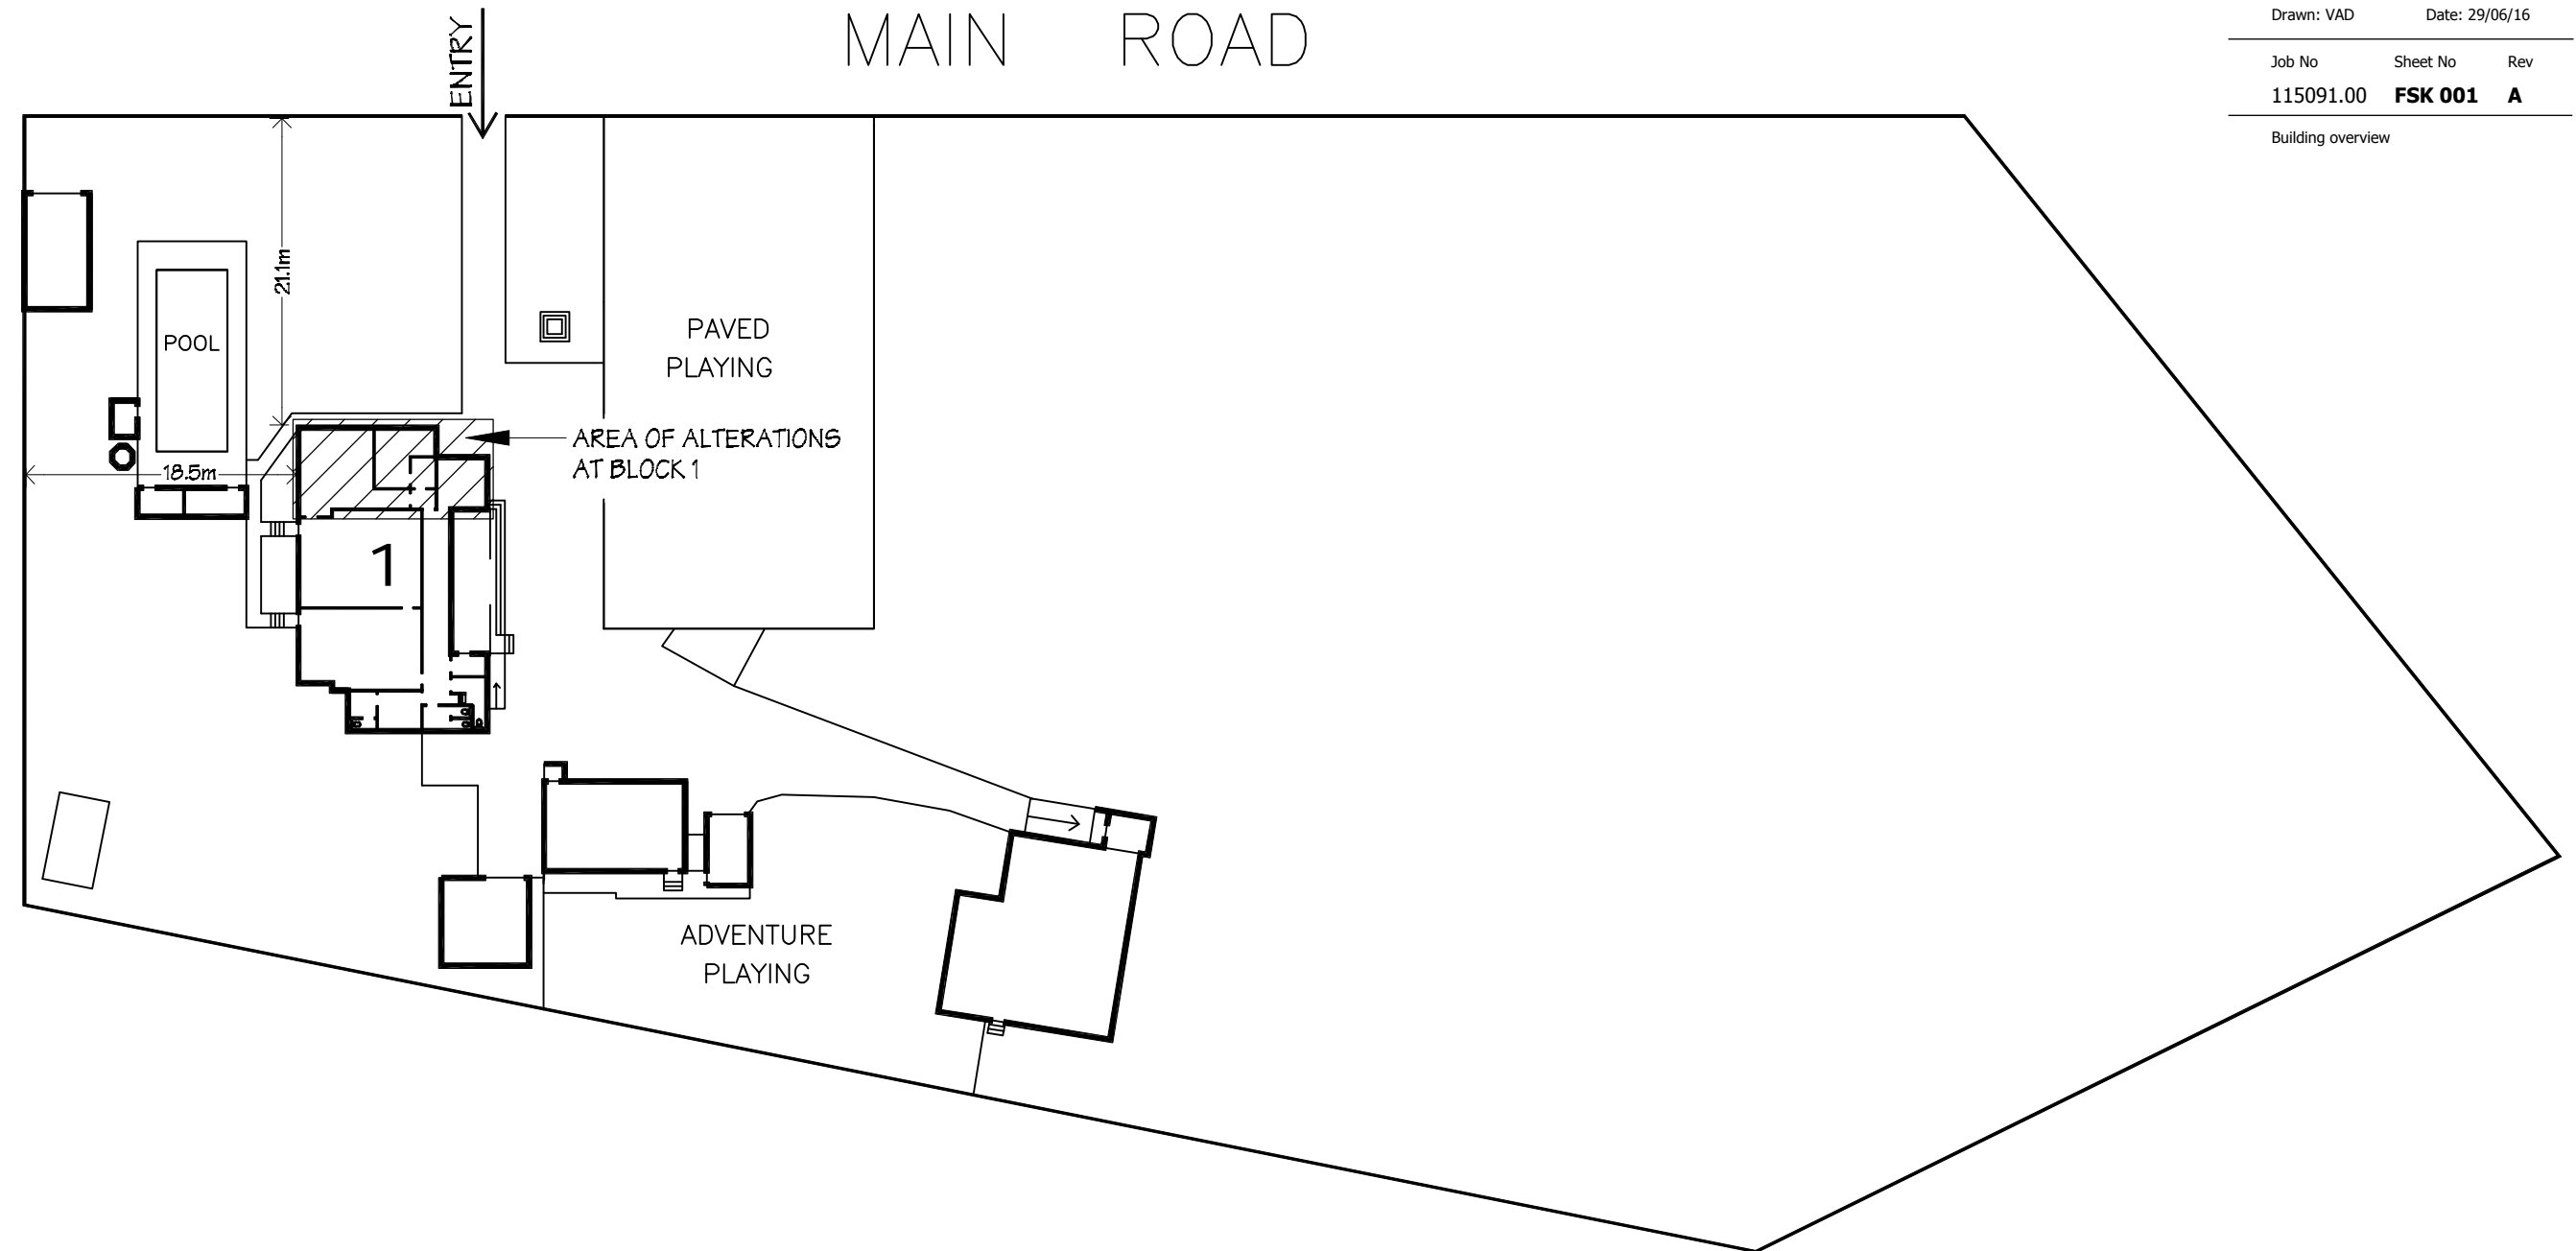 MAIN ROAD
Drawn: VAD Date: 29/06/16
Job No Sheet No Rev
115091.00 FSK 001 A
Building overview
ENTRY
21.1m
POOL
PAVED
PLAYING
AREA OF ALTERATIONS
AT BLOCK 1
18.5m
1
ADVENTURE
PLAYING